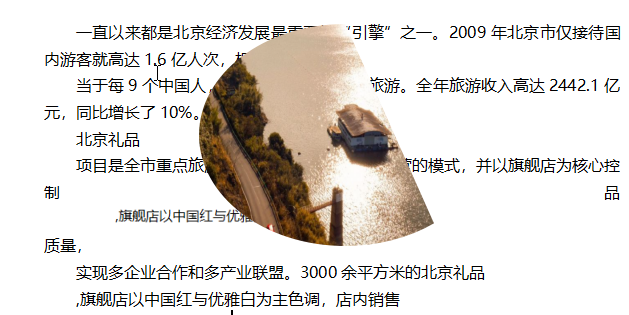 一直以来都是北京经济发展最重 “引擎”之一。2009 年北京市仅接待国
内游客就高达 1.6 亿人次，
当于每 9 个中国人 旅游。全年旅游收入高达 2442.1 亿
元，同比增长了 10%。
北京礼品
项目是全市重点旅 的模式，并以旗舰店为核心控
制 品
,旗舰店以中国红与优雅
质量，
实现多企业合作和多产业联盟。3000 余平方米的北京礼品
,旗舰店以中国红与优雅白为主色调，店内销售